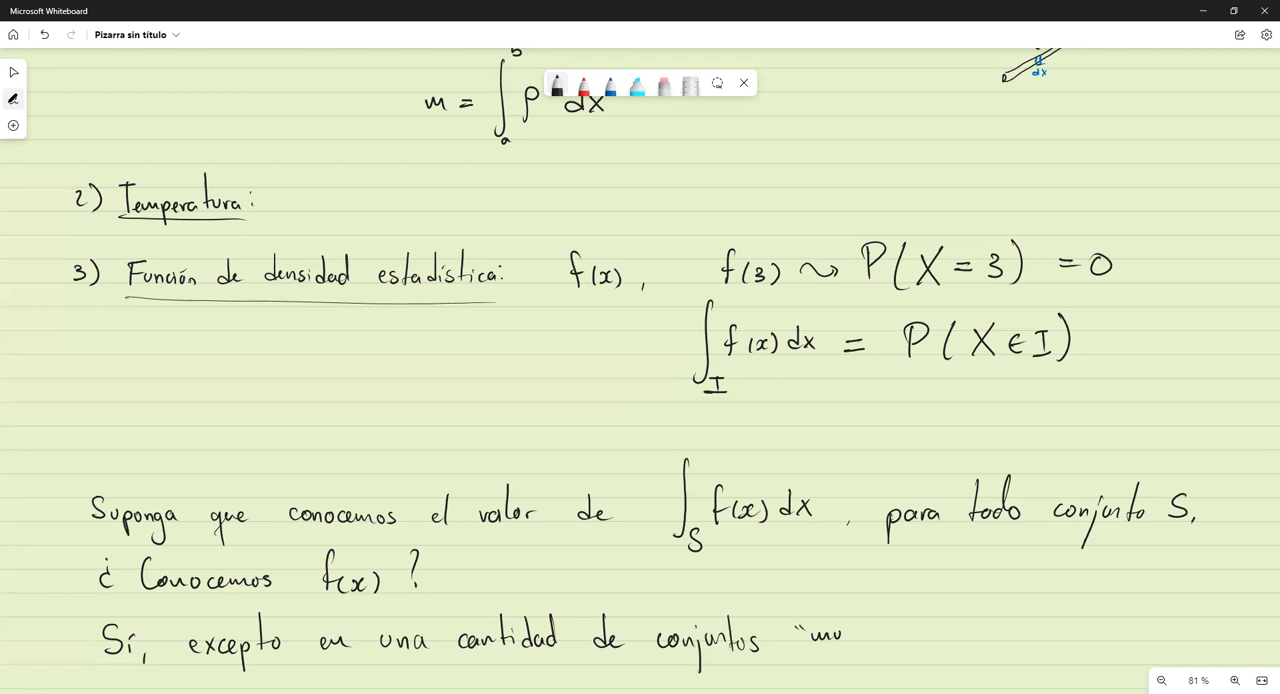 Microsoft Whiteboard
Pizarra sin título
m = ∫_a^b ρ dx
dx
2) Temperatura:
3) Función de densidad estadística: f(x), f(3) ⤳ P(X = 3) = 0
∫_I f(x) dx = P(X ∈ I)
Suponga que conocemos el valor de ∫_S f(x) dx, para todo conjunto S,
¿ Conocemos f(x) ?
Sí, excepto en una cantidad de conjuntos "mu
81 %